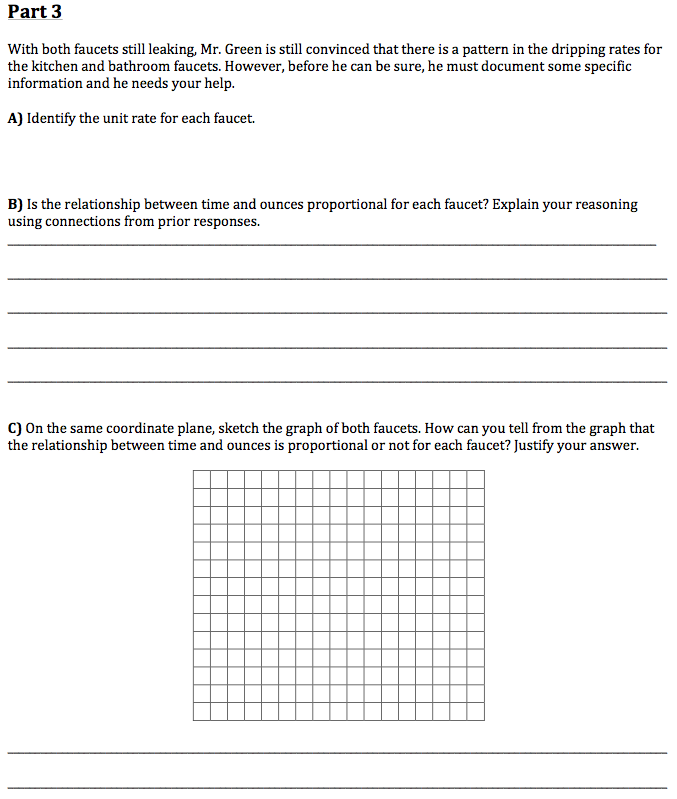 Part 3
With both faucets still leaking, Mr. Green is still convinced that there is a pattern in the dripping rates for
the kitchen and bathroom faucets. However, before he can be sure, he must document some specific
information and he needs your help.
A) Identify the unit rate for each faucet.
B) Is the relationship between time and ounces proportional for each faucet? Explain your reasoning
using connections from prior responses.
C) On the same coordinate plane, sketch the graph of both faucets. How can you tell from the graph that
the relationship between time and ounces is proportional or not for each faucet? Justify your answer.